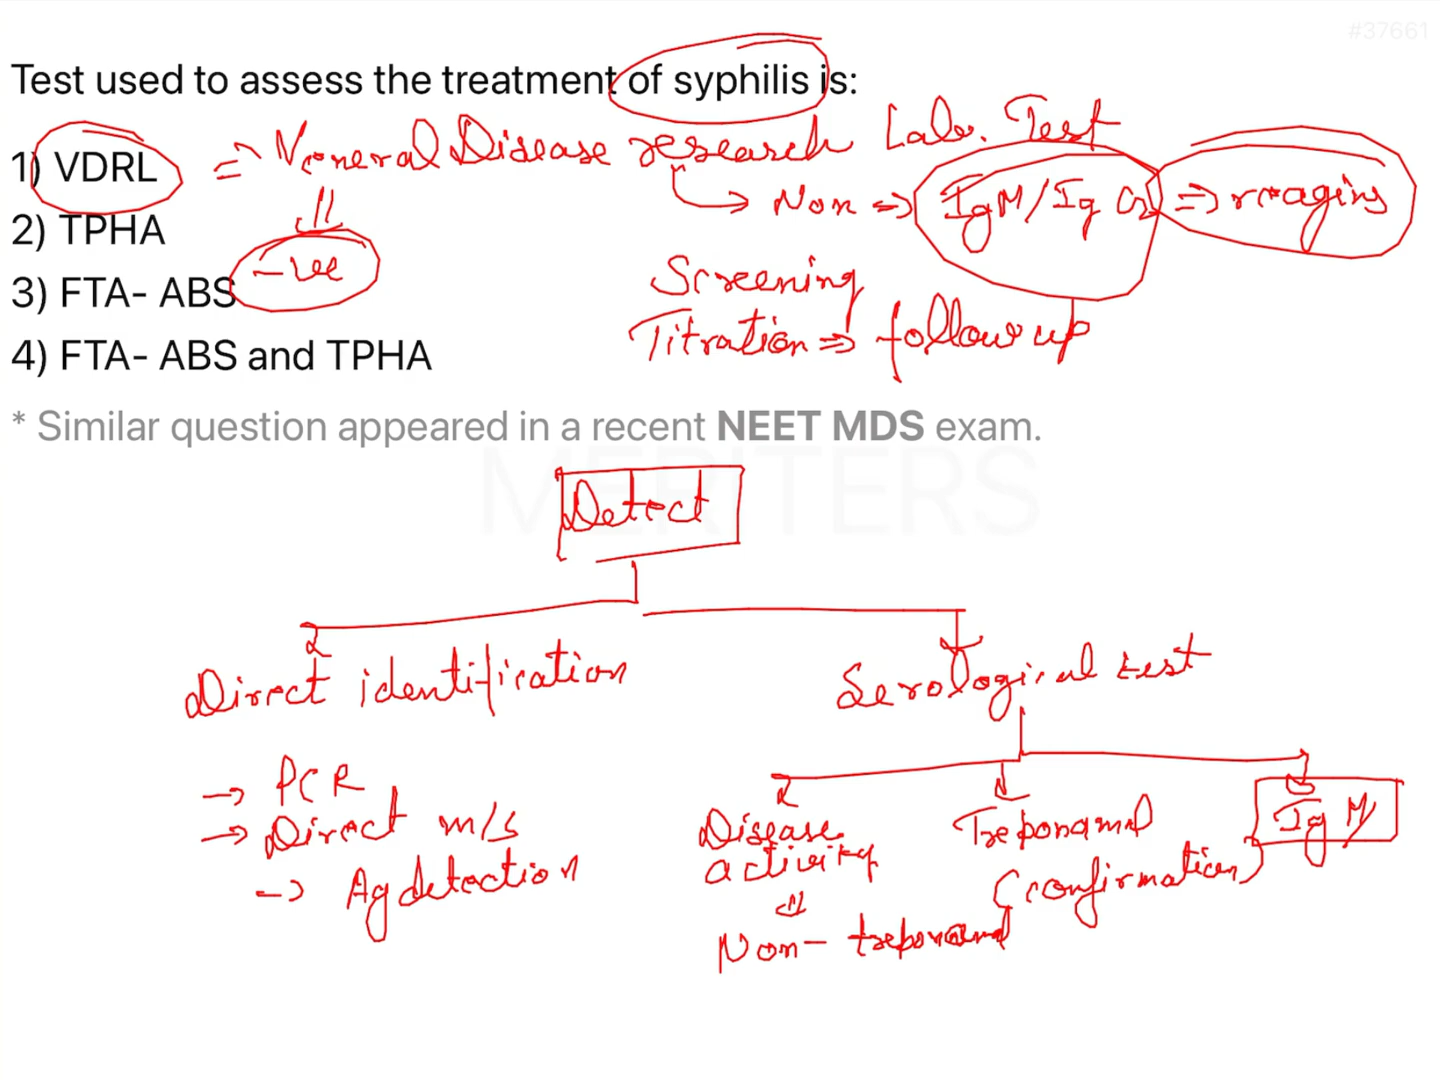 #37661
Test used to assess the treatment of syphilis is:
1) VDRL => Veneral Disease research Lab. Test
Non => IgM/Ig G => reagins
2) TPHA
-ve
3) FTA- ABS
Screening
Titration => follow up
4) FTA- ABS and TPHA
* Similar question appeared in a recent NEET MDS exam.
MERITERS
Detect
Direct identification
Serological test
-> PCR
-> Direct m/s
-> Ag detection
Disease activity
Non-treponamal
Treponamal
(confirmation)
IgM